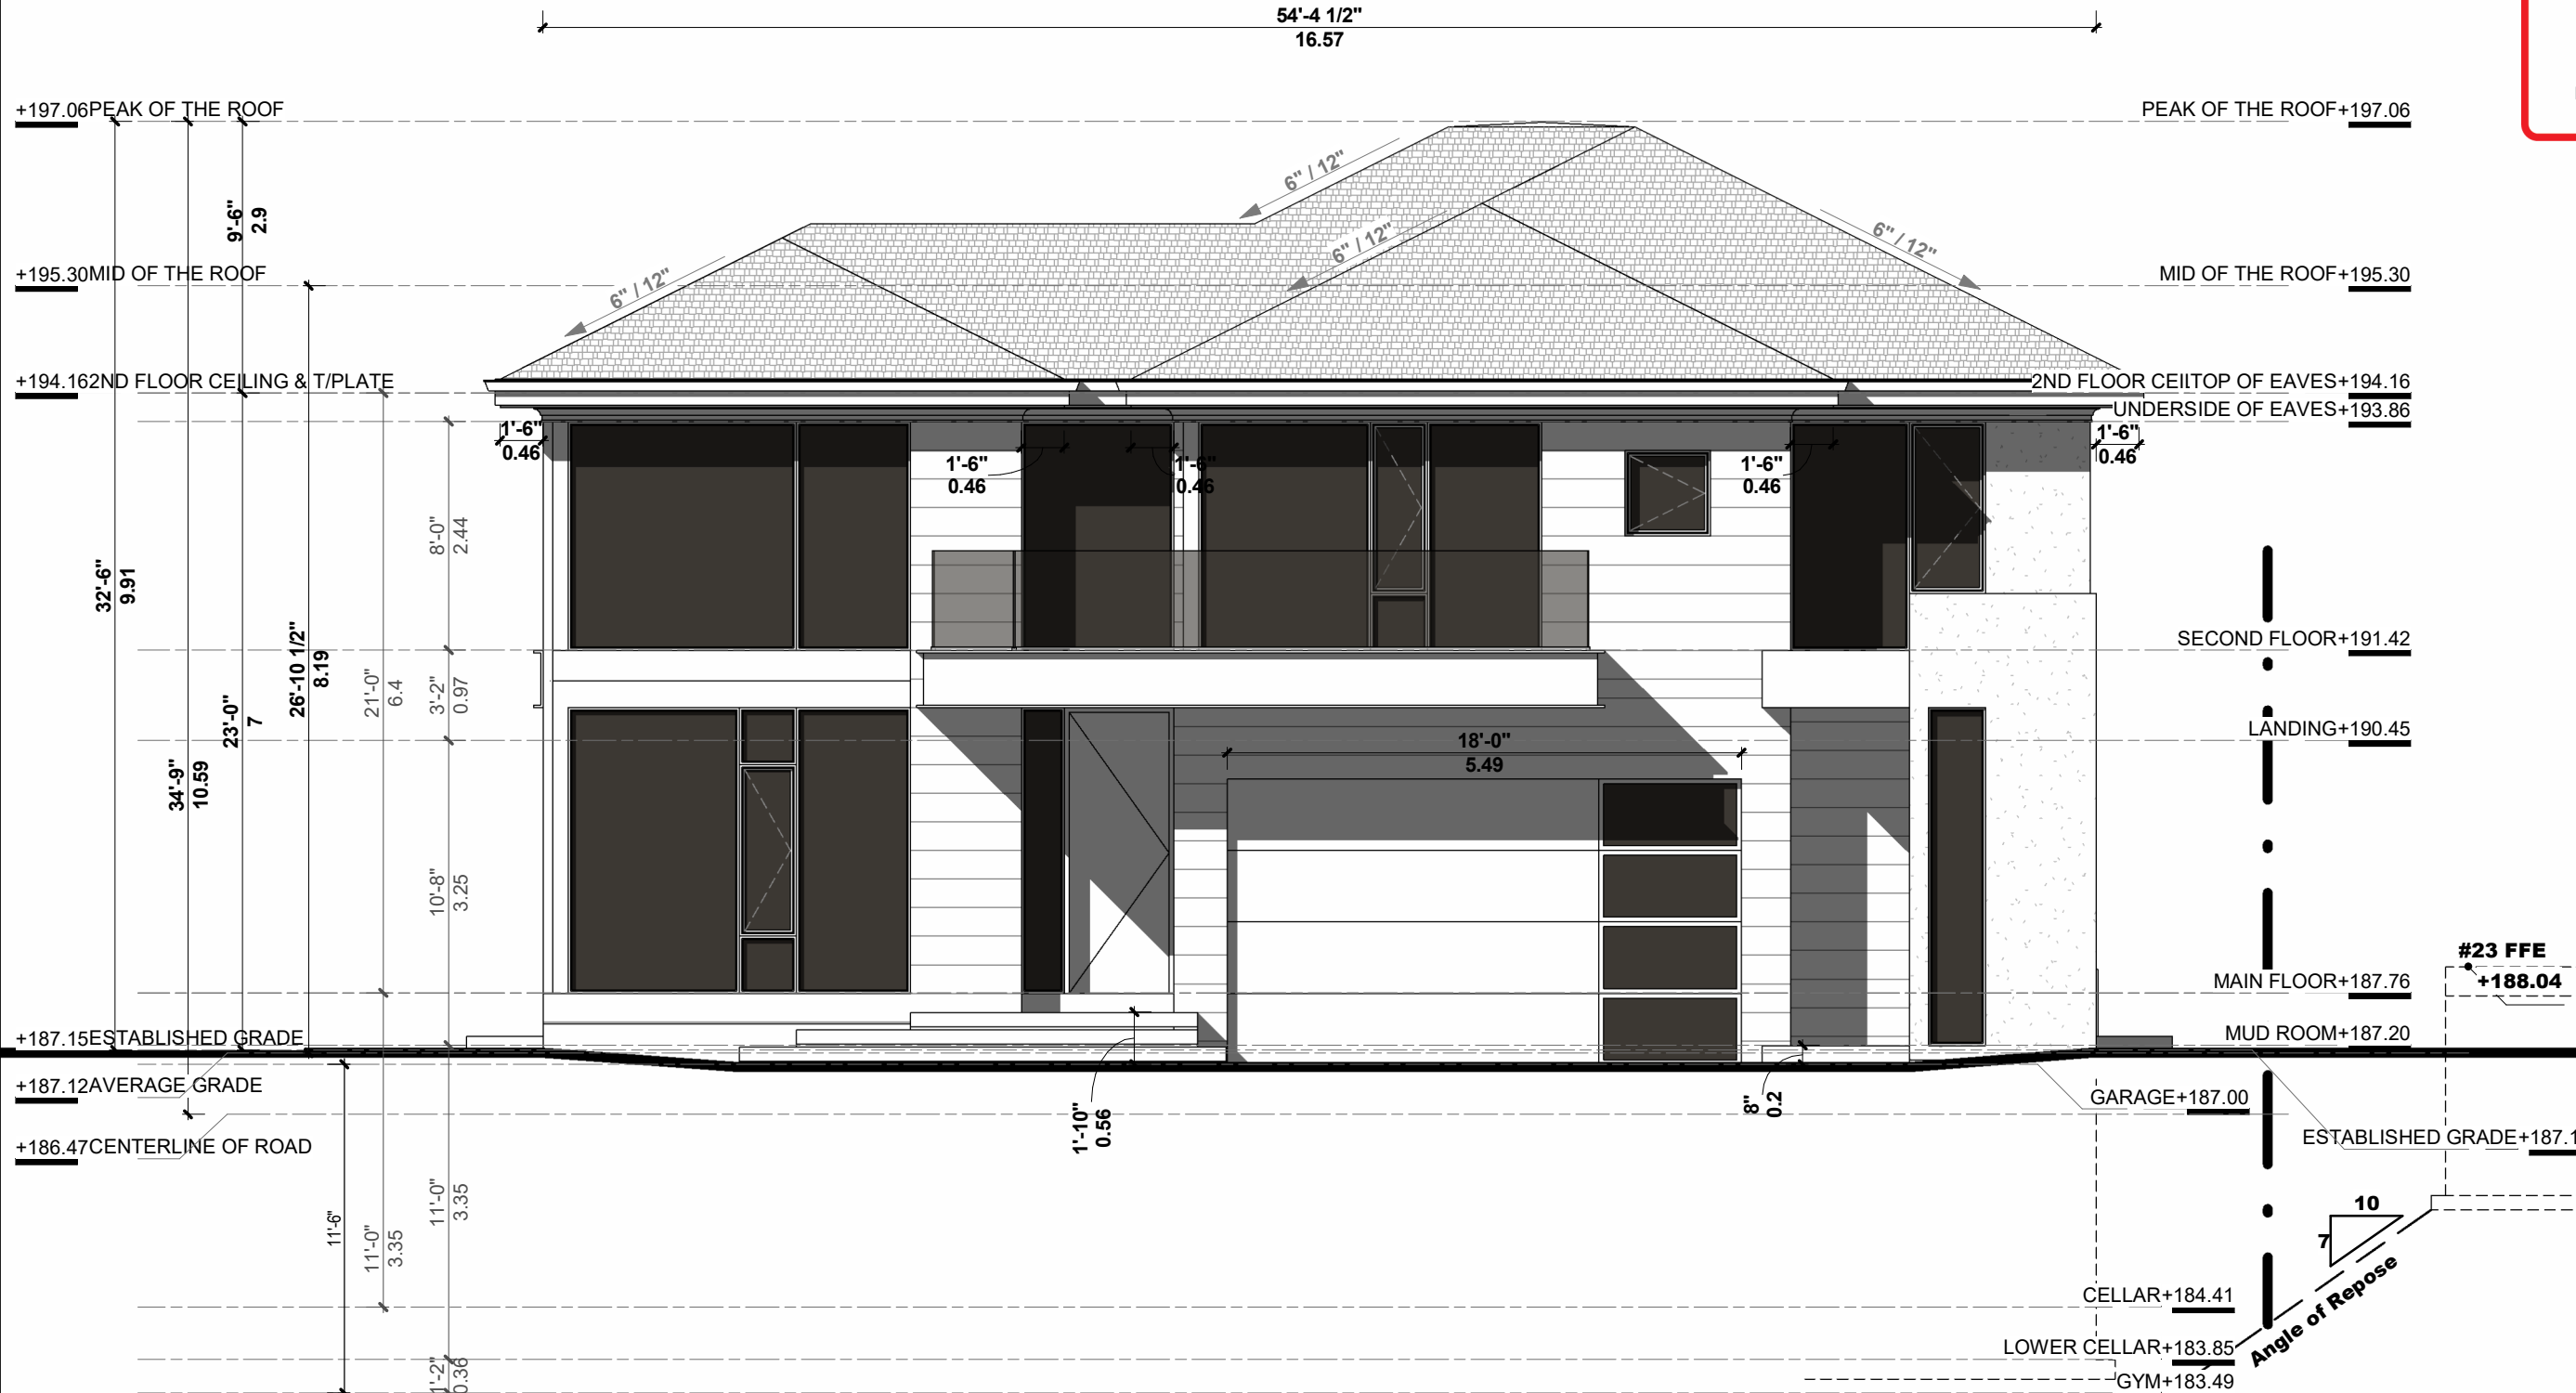 54'-4 1/2"
16.57
+197.06PEAK OF THE ROOF
PEAK OF THE ROOF+197.06
6" / 12"
9'-6"
2.9
6" / 12"
6" / 12"
+195.30MID OF THE ROOF
6" / 12"
MID OF THE ROOF+195.30
+194.162ND FLOOR CEILING & T/PLATE
2ND FLOOR CEILTOP OF EAVES+194.16
UNDERSIDE OF EAVES+193.86
1'-6"
0.46
1'-6"
0.46
1'-6"
0.46
1'-6"
0.46
1'-6"
0.46
8'-0"
2.44
32'-6"
9.91
SECOND FLOOR+191.42
26'-10 1/2"
8.19
21'-0"
6.4
3'-2"
0.97
23'-0"
7
LANDING+190.45
18'-0"
5.49
34'-9"
10.59
10'-8"
3.25
#23 FFE
+188.04
MAIN FLOOR+187.76
+187.15ESTABLISHED GRADE
MUD ROOM+187.20
+187.12AVERAGE GRADE
GARAGE+187.00
8"
0.2
1'-10"
0.56
+186.47CENTERLINE OF ROAD
ESTABLISHED GRADE+187.1
11'-0"
3.35
11'-6"
11'-0"
3.35
10
7
Angle of Repose
CELLAR+184.41
LOWER CELLAR+183.85
1'-2"
0.36
GYM+183.49